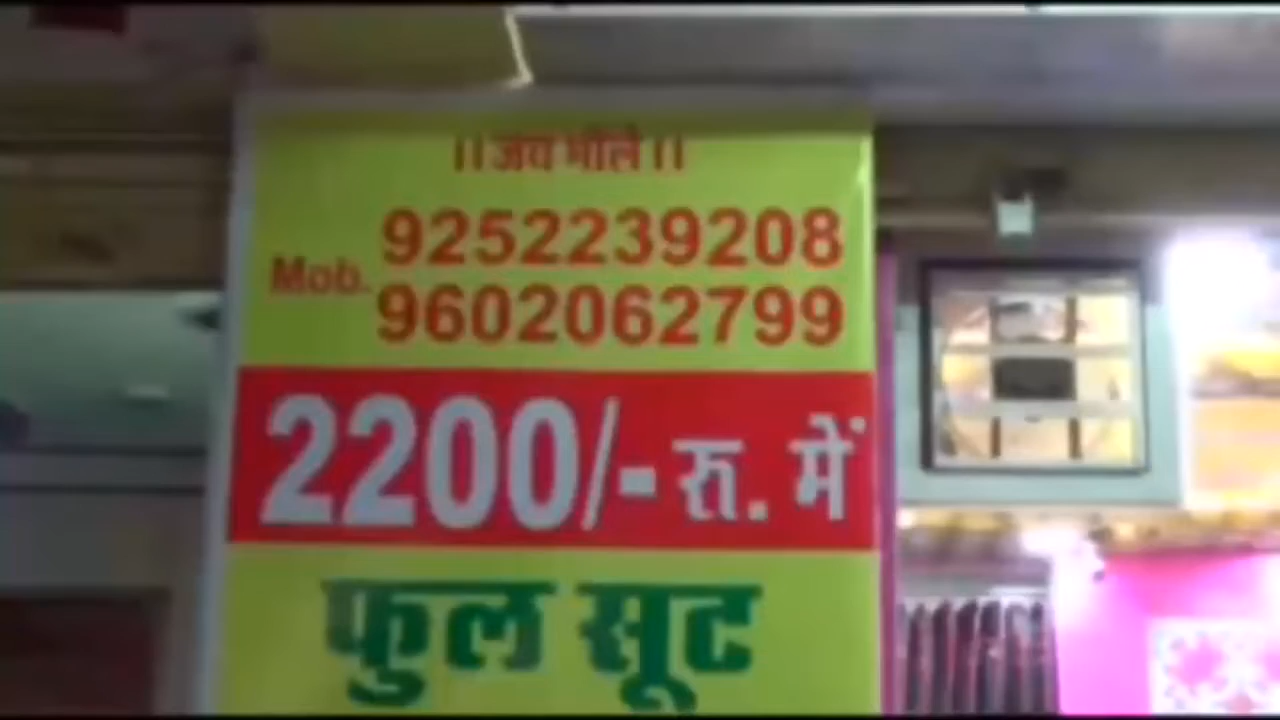 ।। जय भोले ।।
9252239208
Mob.
9602062799
2200/- रु. में
फुल सूट